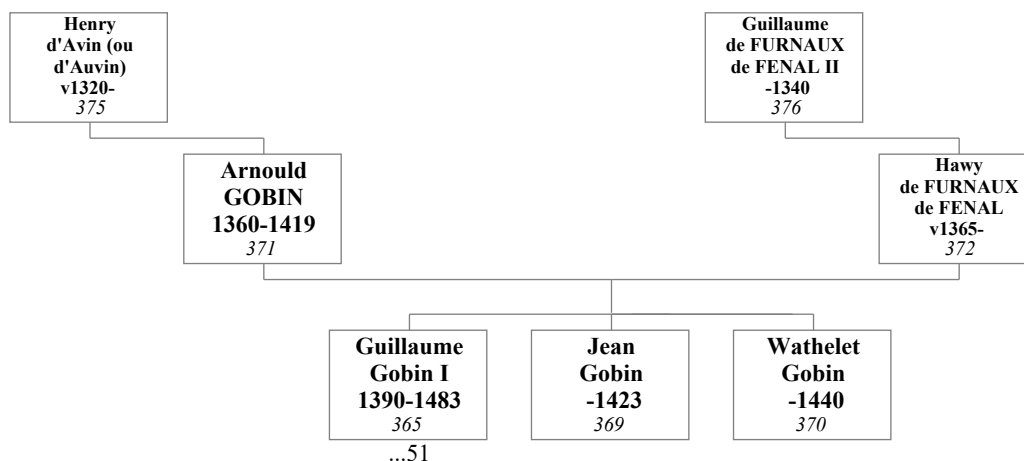 Henry
d'Avin (ou
d'Auvin)
v1320-
375
Guillaume
de FURNAUX
de FENAL II
-1340
376
Arnould
GOBIN
1360-1419
371
Hawy
de FURNAUX
de FENAL
v1365-
372
Guillaume
Gobin I
1390-1483
365
...51
Jean
Gobin
-1423
369
Wathelet
Gobin
-1440
370